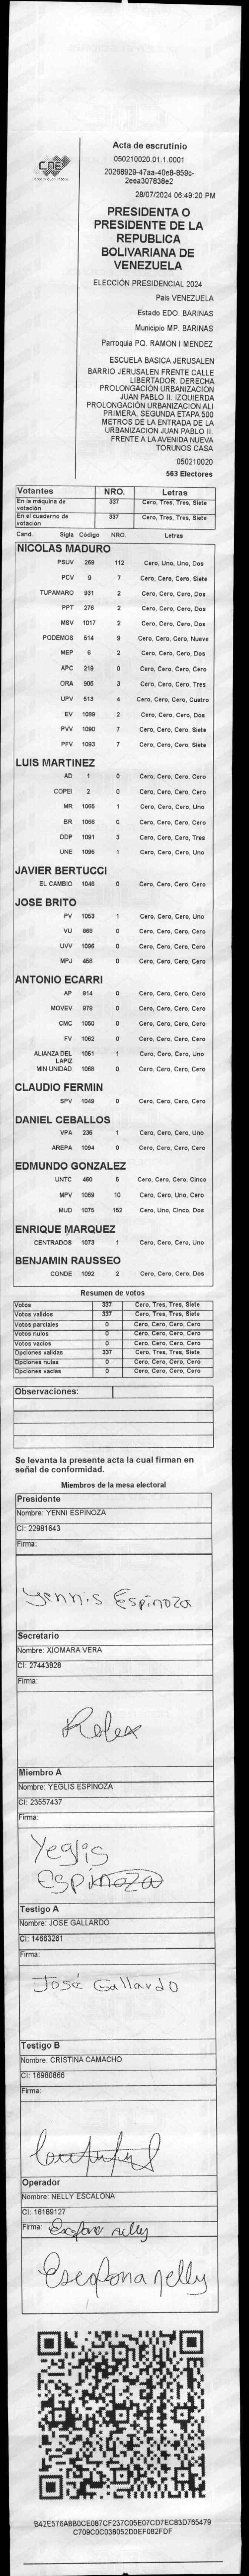 CNE
Acta de escrutinio
050210020.01.1.0001
20268929-47aa-40e8-859c-
2eea307838e2
28/07/2024 06:49:20 PM
PRESIDENTA O
PRESIDENTE DE LA
REPUBLICA
BOLIVARIANA DE
VENEZUELA
ELECCIÓN PRESIDENCIAL 2024
Pais VENEZUELA
Estado EDO. BARINAS
Municipio MP. BARINAS
Parroquia PQ. RAMON I MENDEZ
ESCUELA BASICA JERUSALEN
BARRIO JERUSALEN FRENTE CALLE
LIBERTADOR. DERECHA
PROLONGACIÓN URBANIZACION
JUAN PABLO II. IZQUIERDA
PROLONGACIÓN URBANIZACION ALI
PRIMERA, SEGUNDA ETAPA 500
METROS DE LA ENTRADA DE LA
URBANIZACION JUAN PABLO II.
FRENTE A LA AVENIDA NUEVA
TORUNOS CASA
050210020
563 Electores
Votantes NRO. Letras
En la máquina de votación 337 Cero, Tres, Tres, Siete
En el cuaderno de votación 337 Cero, Tres, Tres, Siete
Cand. Sigla Código NRO. Letras
NICOLAS MADURO
PSUV 269 112 Cero, Uno, Uno, Dos
PCV 9 7 Cero, Cero, Cero, Siete
TUPAMARO 931 2 Cero, Cero, Cero, Dos
PPT 276 2 Cero, Cero, Cero, Dos
MSV 1017 2 Cero, Cero, Cero, Dos
PODEMOS 514 9 Cero, Cero, Cero, Nueve
MEP 6 2 Cero, Cero, Cero, Dos
APC 219 0 Cero, Cero, Cero, Cero
ORA 906 3 Cero, Cero, Cero, Tres
UPV 513 4 Cero, Cero, Cero, Cuatro
EV 1089 2 Cero, Cero, Cero, Dos
PVV 1090 7 Cero, Cero, Cero, Siete
PFV 1093 7 Cero, Cero, Cero, Siete
LUIS MARTINEZ
AD 1 0 Cero, Cero, Cero, Cero
COPEI 2 0 Cero, Cero, Cero, Cero
MR 1065 1 Cero, Cero, Cero, Uno
BR 1066 0 Cero, Cero, Cero, Cero
DDP 1091 3 Cero, Cero, Cero, Tres
UNE 1096 1 Cero, Cero, Cero, Uno
JAVIER BERTUCCI
EL CAMBIO 1048 0 Cero, Cero, Cero, Cero
JOSE BRITO
PV 1053 1 Cero, Cero, Cero, Uno
VU 868 0 Cero, Cero, Cero, Cero
UVV 1086 0 Cero, Cero, Cero, Cero
MPJ 458 0 Cero, Cero, Cero, Cero
ANTONIO ECARRI
AP 814 0 Cero, Cero, Cero, Cero
MOVEV 979 0 Cero, Cero, Cero, Cero
CMC 1050 0 Cero, Cero, Cero, Cero
FV 1062 0 Cero, Cero, Cero, Cero
ALIANZA DEL LAPIZ 1051 1 Cero, Cero, Cero, Uno
MIN UNIDAD 1068 0 Cero, Cero, Cero, Cero
CLAUDIO FERMIN
SPV 1049 0 Cero, Cero, Cero, Cero
DANIEL CEBALLOS
VPA 236 1 Cero, Cero, Cero, Uno
AREPA 1094 0 Cero, Cero, Cero, Cero
EDMUNDO GONZALEZ
UNTC 460 5 Cero, Cero, Cero, Cinco
MPV 1069 10 Cero, Cero, Uno, Cero
MUD 1075 152 Cero, Uno, Cinco, Dos
ENRIQUE MARQUEZ
CENTRADOS 1073 1 Cero, Cero, Cero, Uno
BENJAMIN RAUSSEO
CONDE 1092 2 Cero, Cero, Cero, Dos
Resumen de votos
Votos 337 Cero, Tres, Tres, Siete
Votos validos 337 Cero, Tres, Tres, Siete
Votos parciales 0 Cero, Cero, Cero, Cero
Votos nulos 0 Cero, Cero, Cero, Cero
Votos vacios 0 Cero, Cero, Cero, Cero
Opciones validas 337 Cero, Tres, Tres, Siete
Opciones nulas 0 Cero, Cero, Cero, Cero
Opciones vacias 0 Cero, Cero, Cero, Cero
Observaciones:
Se levanta la presente acta la cual firman en
señal de conformidad.
Miembros de la mesa electoral
Presidente
Nombre: YENNI ESPINOZA
CI: 22981643
Firma:
Yennis Espinoza
Secretario
Nombre: XIOMARA VERA
CI: 27443828
Firma:
Miembro A
Nombre: YEGLIS ESPINOZA
CI: 23557437
Firma:
Yeglis
Espinoza
Testigo A
Nombre: JOSE GALLARDO
CI: 14663261
Firma:
José Gallardo
Testigo B
Nombre: CRISTINA CAMACHO
CI: 16980866
Firma:
Operador
Nombre: NELLY ESCALONA
CI: 16189127
Firma: Escalona nelly
Escalona nelly
B42E576ABB0CE087CF237C05E07CD7EC83D765479
C709C0C038052D0EF082FDF